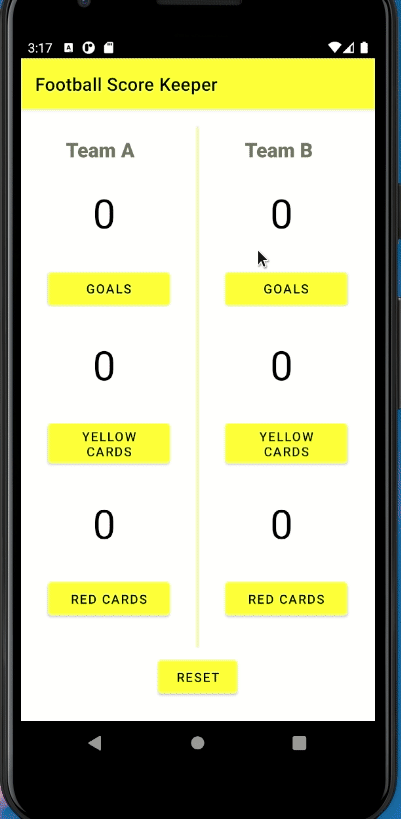 3:17
Football Score Keeper
Team A
Team B
0
0
GOALS
GOALS
0
0
YELLOW
CARDS
YELLOW
CARDS
0
0
RED CARDS
RED CARDS
RESET